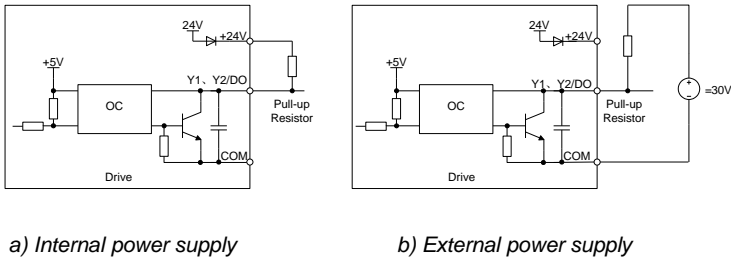 24V
+24V
+5V
Y1、Y2/DO
OC
Pull-up
Resistor
COM
Drive
24V
+24V
+5V
Y1、Y2/DO
OC
Pull-up
Resistor
+
−
=30V
COM
Drive
a) Internal power supply
b) External power supply